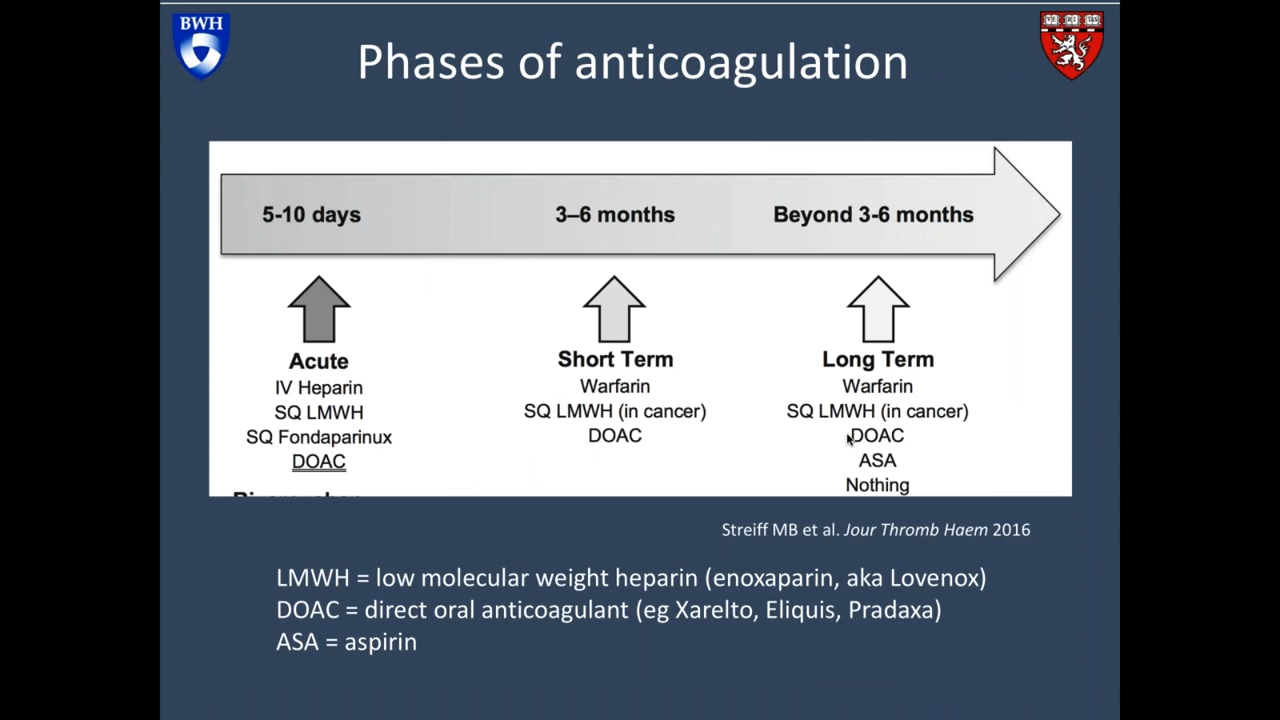 BWH
VE RI TAS
Phases of anticoagulation
5-10 days
3–6 months
Beyond 3-6 months
Acute
IV Heparin
SQ LMWH
SQ Fondaparinux
DOAC
Short Term
Warfarin
SQ LMWH (in cancer)
DOAC
Long Term
Warfarin
SQ LMWH (in cancer)
DOAC
ASA
Nothing
Streiff MB et al. Jour Thromb Haem 2016
LMWH = low molecular weight heparin (enoxaparin, aka Lovenox)
DOAC = direct oral anticoagulant (eg Xarelto, Eliquis, Pradaxa)
ASA = aspirin